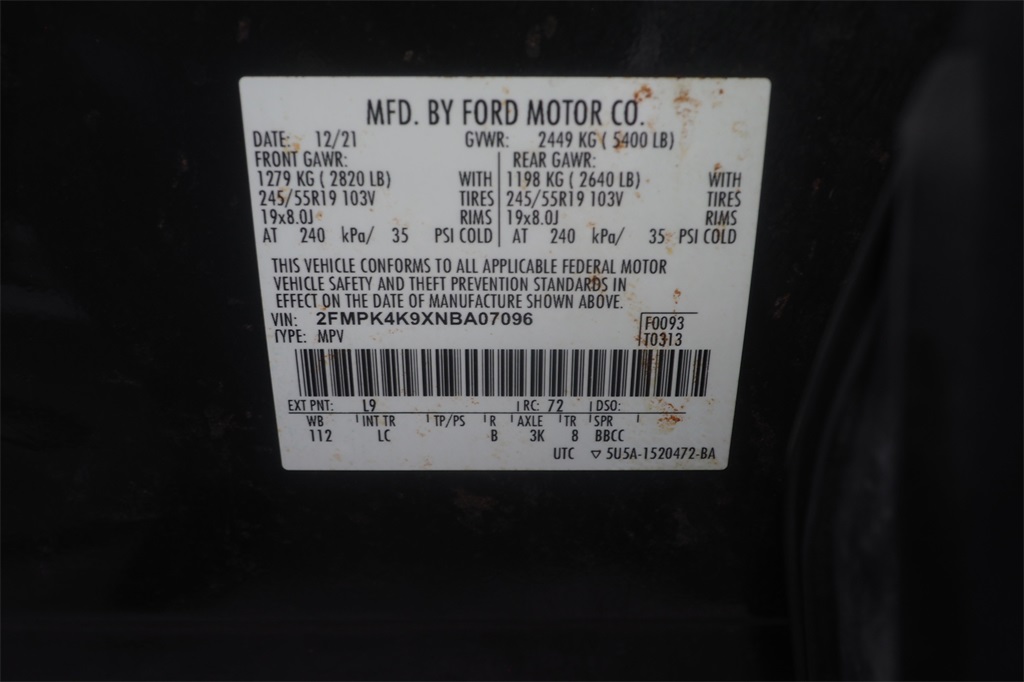 MFD. BY FORD MOTOR CO.
DATE: 12/21 GVWR: 2449 KG ( 5400 LB)
FRONT GAWR: REAR GAWR:
1279 KG ( 2820 LB) WITH 1198 KG ( 2640 LB) WITH
245/55R19 103V TIRES 245/55R19 103V TIRES
19x8.0J RIMS 19x8.0J RIMS
AT 240 kPa/ 35 PSI COLD AT 240 kPa/ 35 PSI COLD
THIS VEHICLE CONFORMS TO ALL APPLICABLE FEDERAL MOTOR
VEHICLE SAFETY AND THEFT PREVENTION STANDARDS IN
EFFECT ON THE DATE OF MANUFACTURE SHOWN ABOVE.
VIN: 2FMPK4K9XNBA07096 F0093
TYPE: MPV T0313
EXT PNT: L9 RC: 72 DSO:
WB INT TR TP/PS R AXLE TR SPR
112 LC B 3K 8 BBCC
UTC ▽ 5U5A-1520472-BA